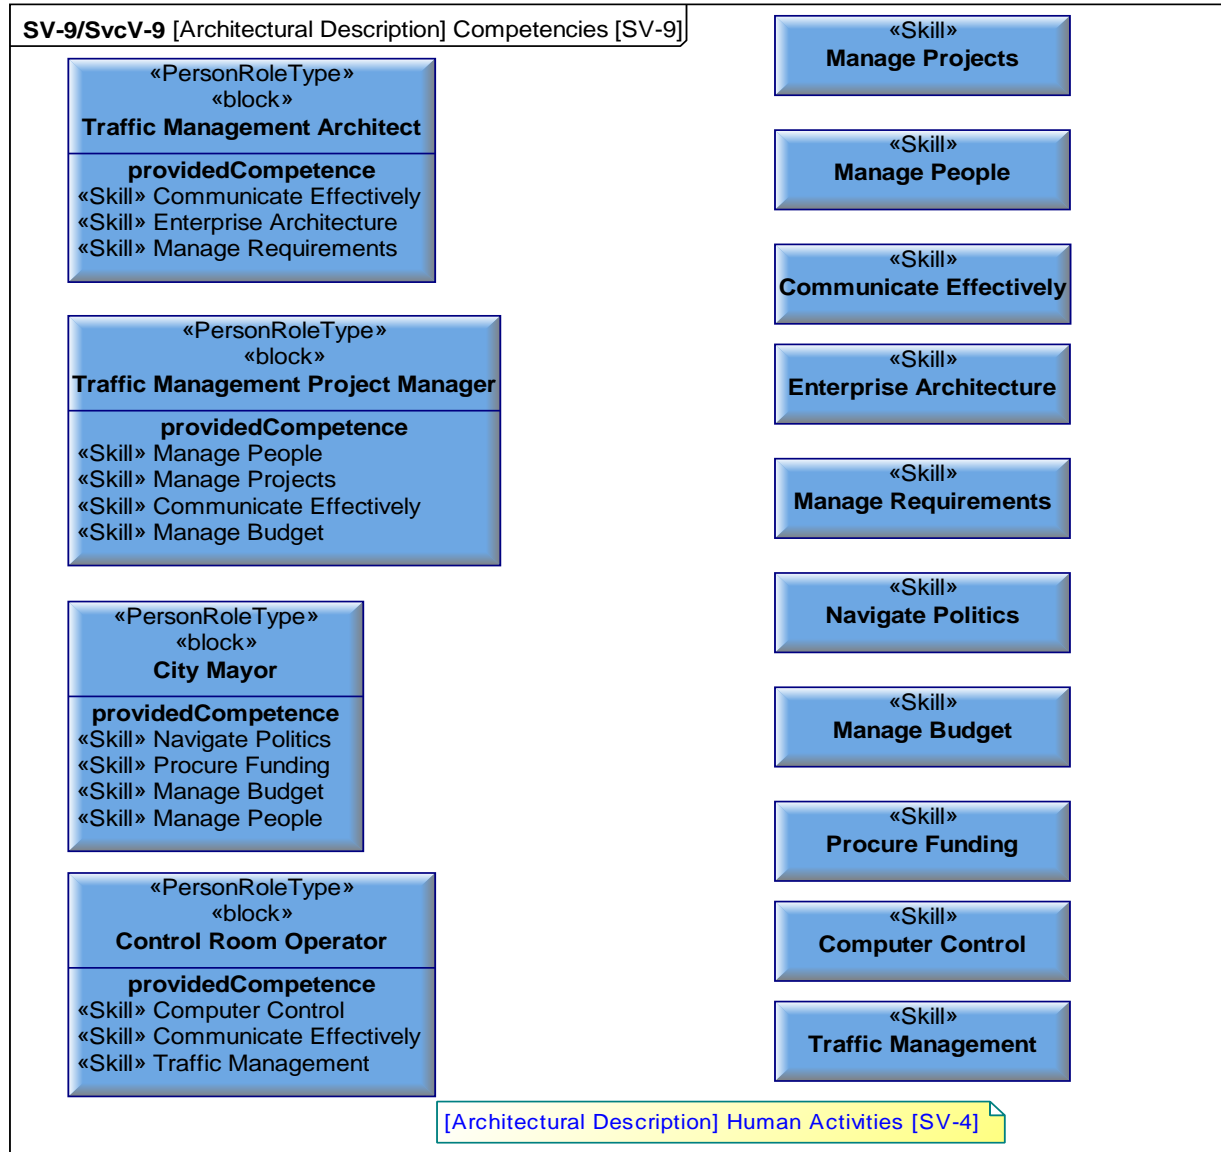 SV-9/SvcV-9 [Architectural Description] Competencies [SV-9]
«PersonRoleType»
«block»
Traffic Management Architect
providedCompetence
«Skill» Communicate Effectively
«Skill» Enterprise Architecture
«Skill» Manage Requirements
«PersonRoleType»
«block»
Traffic Management Project Manager
providedCompetence
«Skill» Manage People
«Skill» Manage Projects
«Skill» Communicate Effectively
«Skill» Manage Budget
«PersonRoleType»
«block»
City Mayor
providedCompetence
«Skill» Navigate Politics
«Skill» Procure Funding
«Skill» Manage Budget
«Skill» Manage People
«PersonRoleType»
«block»
Control Room Operator
providedCompetence
«Skill» Computer Control
«Skill» Communicate Effectively
«Skill» Traffic Management
«Skill»
Manage Projects
«Skill»
Manage People
«Skill»
Communicate Effectively
«Skill»
Enterprise Architecture
«Skill»
Manage Requirements
«Skill»
Navigate Politics
«Skill»
Manage Budget
«Skill»
Procure Funding
«Skill»
Computer Control
«Skill»
Traffic Management
[Architectural Description] Human Activities [SV-4]